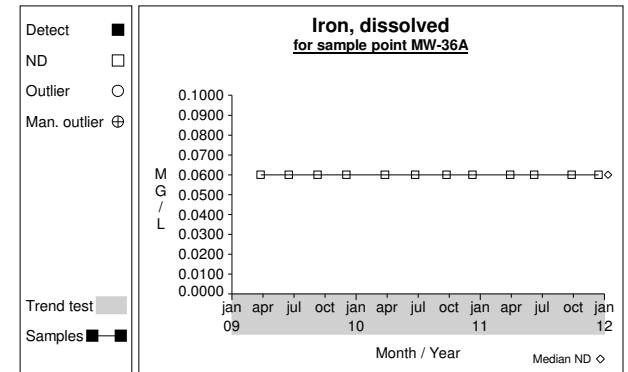 Detect
ND
Outlier
Man. outlier
Trend test
Samples
Iron, dissolved
for sample point MW-36A
0.1000
0.0900
0.0800
0.0700
0.0600
0.0500
0.0400
0.0300
0.0200
0.0100
0.0000
M
G
/
L
jan apr jul oct jan apr jul oct jan apr jul oct jan
09 10 11 12
Month / Year
Median ND